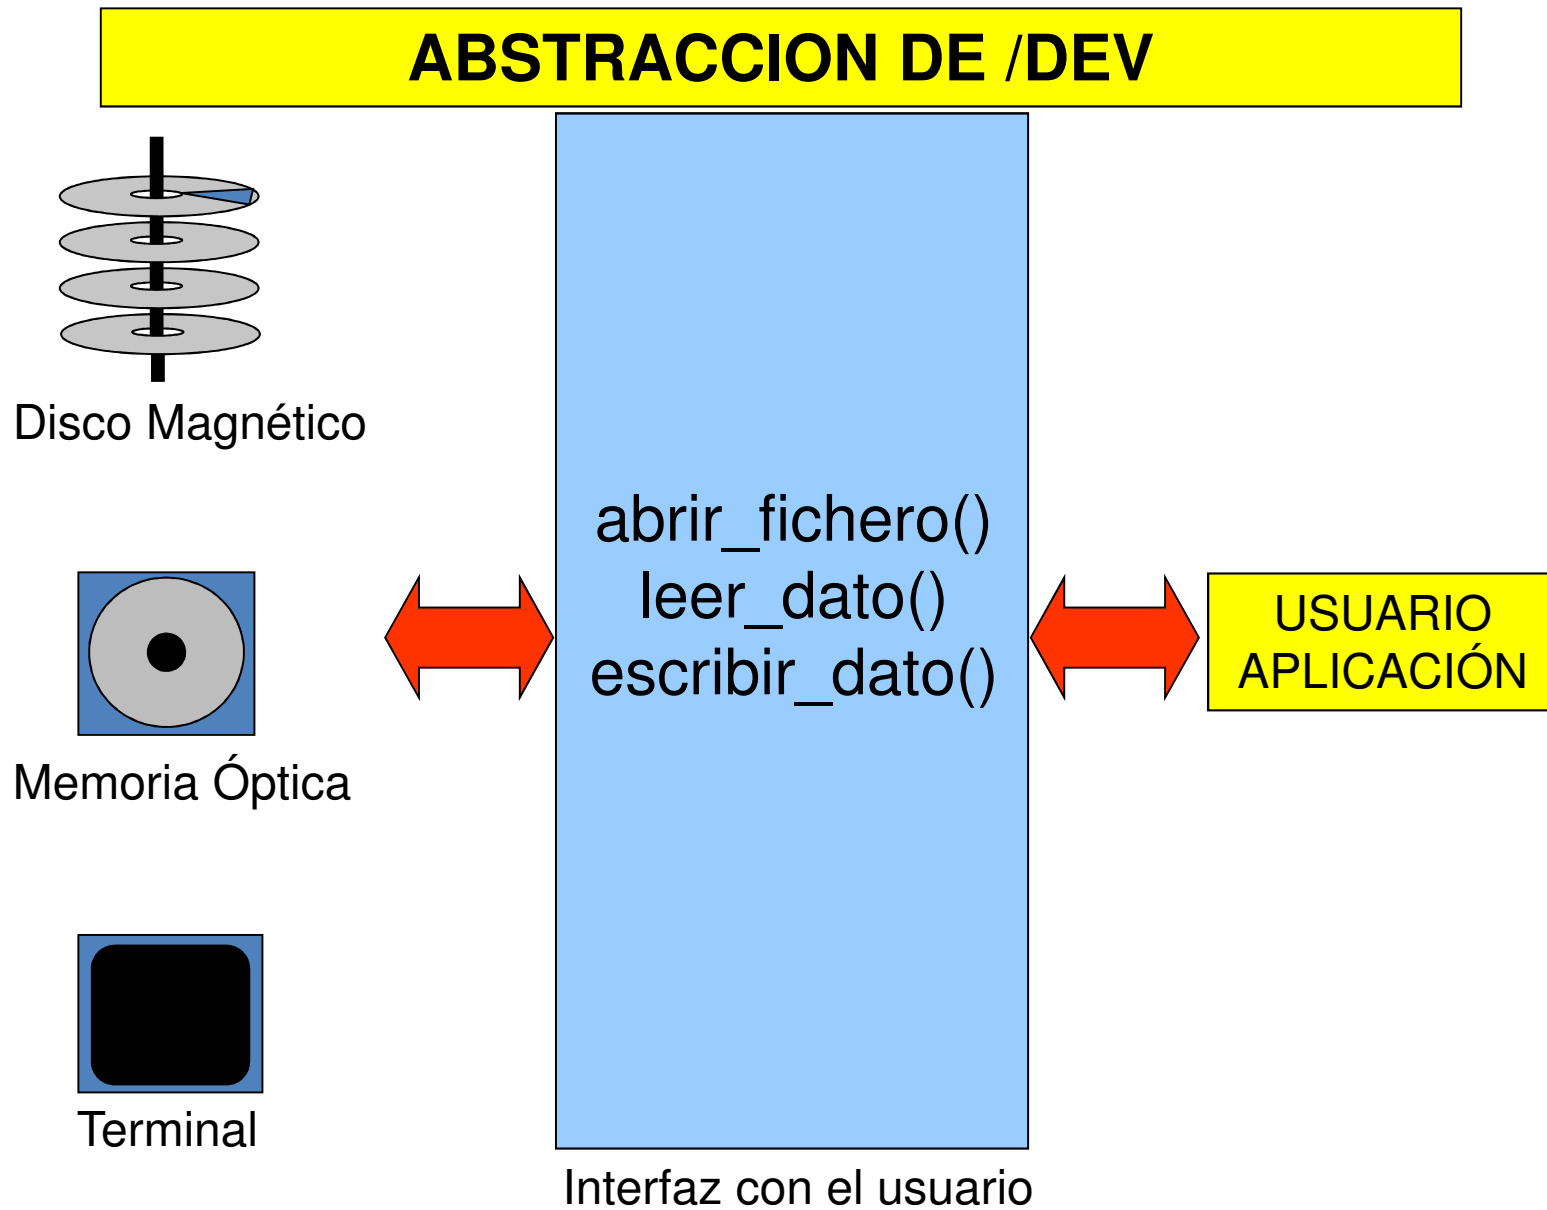 ABSTRACCION DE /DEV
Disco Magnético
Memoria Óptica
Terminal
abrir_fichero()
leer_dato()
escribir_dato()
Interfaz con el usuario
USUARIO
APLICACIÓN